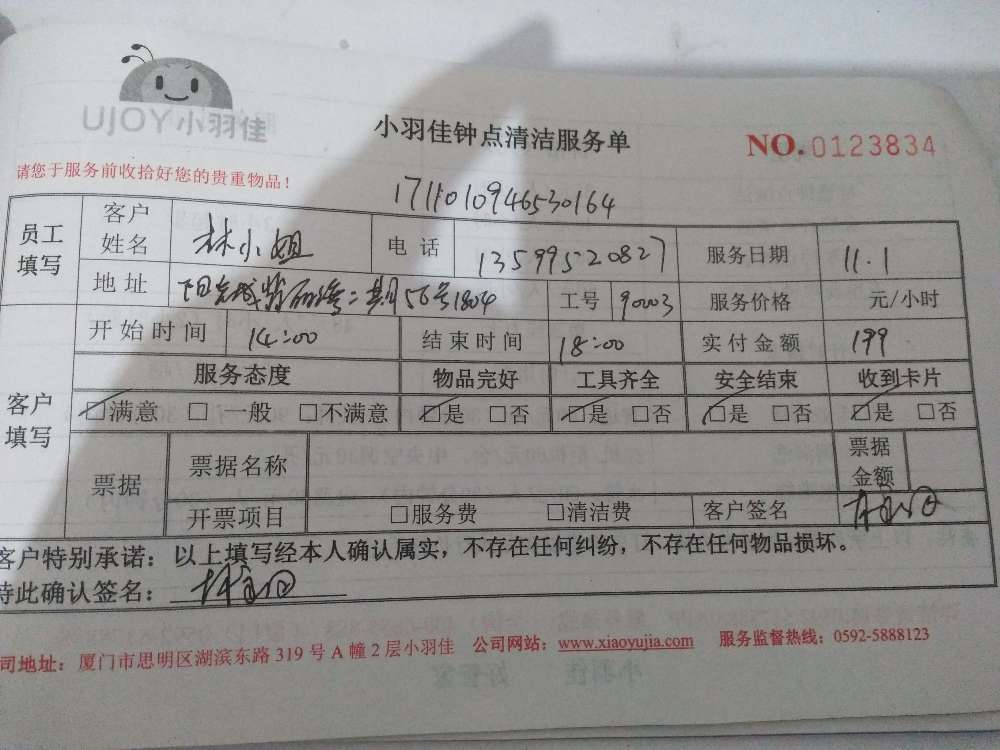 UJOY小羽佳
小羽佳钟点清洁服务单
NO.0123834
请您于服务前收拾好您的贵重物品！
1711010946530164
员工填写 客户姓名 林小姐 电话 13599520827 服务日期 11.1
地址 二期56号1804 工号 90003 服务价格 元/小时
客户填写 开始时间 14:00 结束时间 18:00 实付金额 199
服务态度 物品完好 工具齐全 安全结束 收到卡片
□满意 □一般 □不满意 □是 □否 □是 □否 □是 □否 □是 □否
票据 票据名称 票据金额
开票项目 □服务费 □清洁费 客户签名
客户特别承诺：以上填写经本人确认属实，不存在任何纠纷，不存在任何物品损坏。
特此确认签名：
司地址：厦门市思明区湖滨东路 319 号 A 幢 2 层小羽佳 公司网站：www.xiaoyujia.com 服务监督热线：0592-5888123